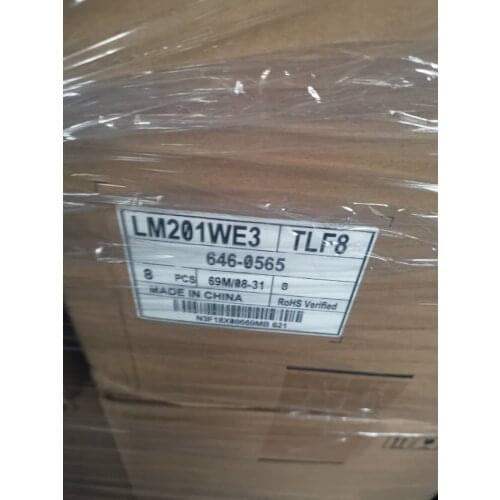 LM201WE3 TLF8
646-0565
8 PCS 69M/08-31 B
MADE IN CHINA RoHS Verified